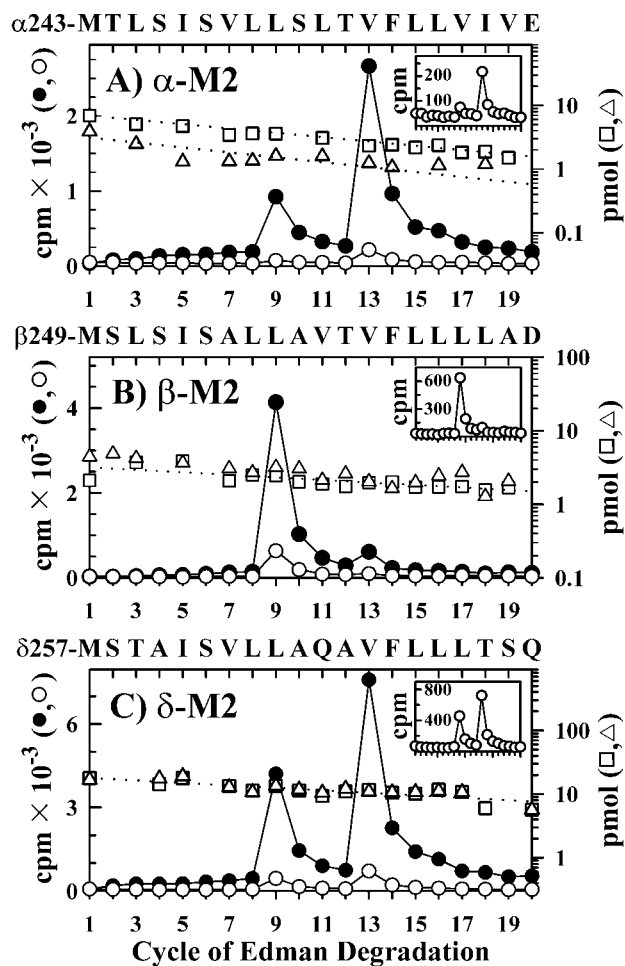 α243-M T L S I S V L L S L T V F L L V I V E
A) α-M2
cpm × 10⁻³ (●,○)
2
1
0
pmol (□,△)
10
1
0.1
cpm
200
100
1 3 5 7 9 11 13 15 17 19
β249-M S L S I S A L L A V T V F L L L L A D
B) β-M2
cpm × 10⁻³ (●,○)
4
2
0
pmol (□,△)
100
10
1
0.1
cpm
600
300
1 3 5 7 9 11 13 15 17 19
δ257-M S T A I S V L L A Q A V F L L L T S Q
C) δ-M2
cpm × 10⁻³ (●,○)
6
3
0
pmol (□,△)
100
10
1
cpm
800
400
1 3 5 7 9 11 13 15 17 19
Cycle of Edman Degradation